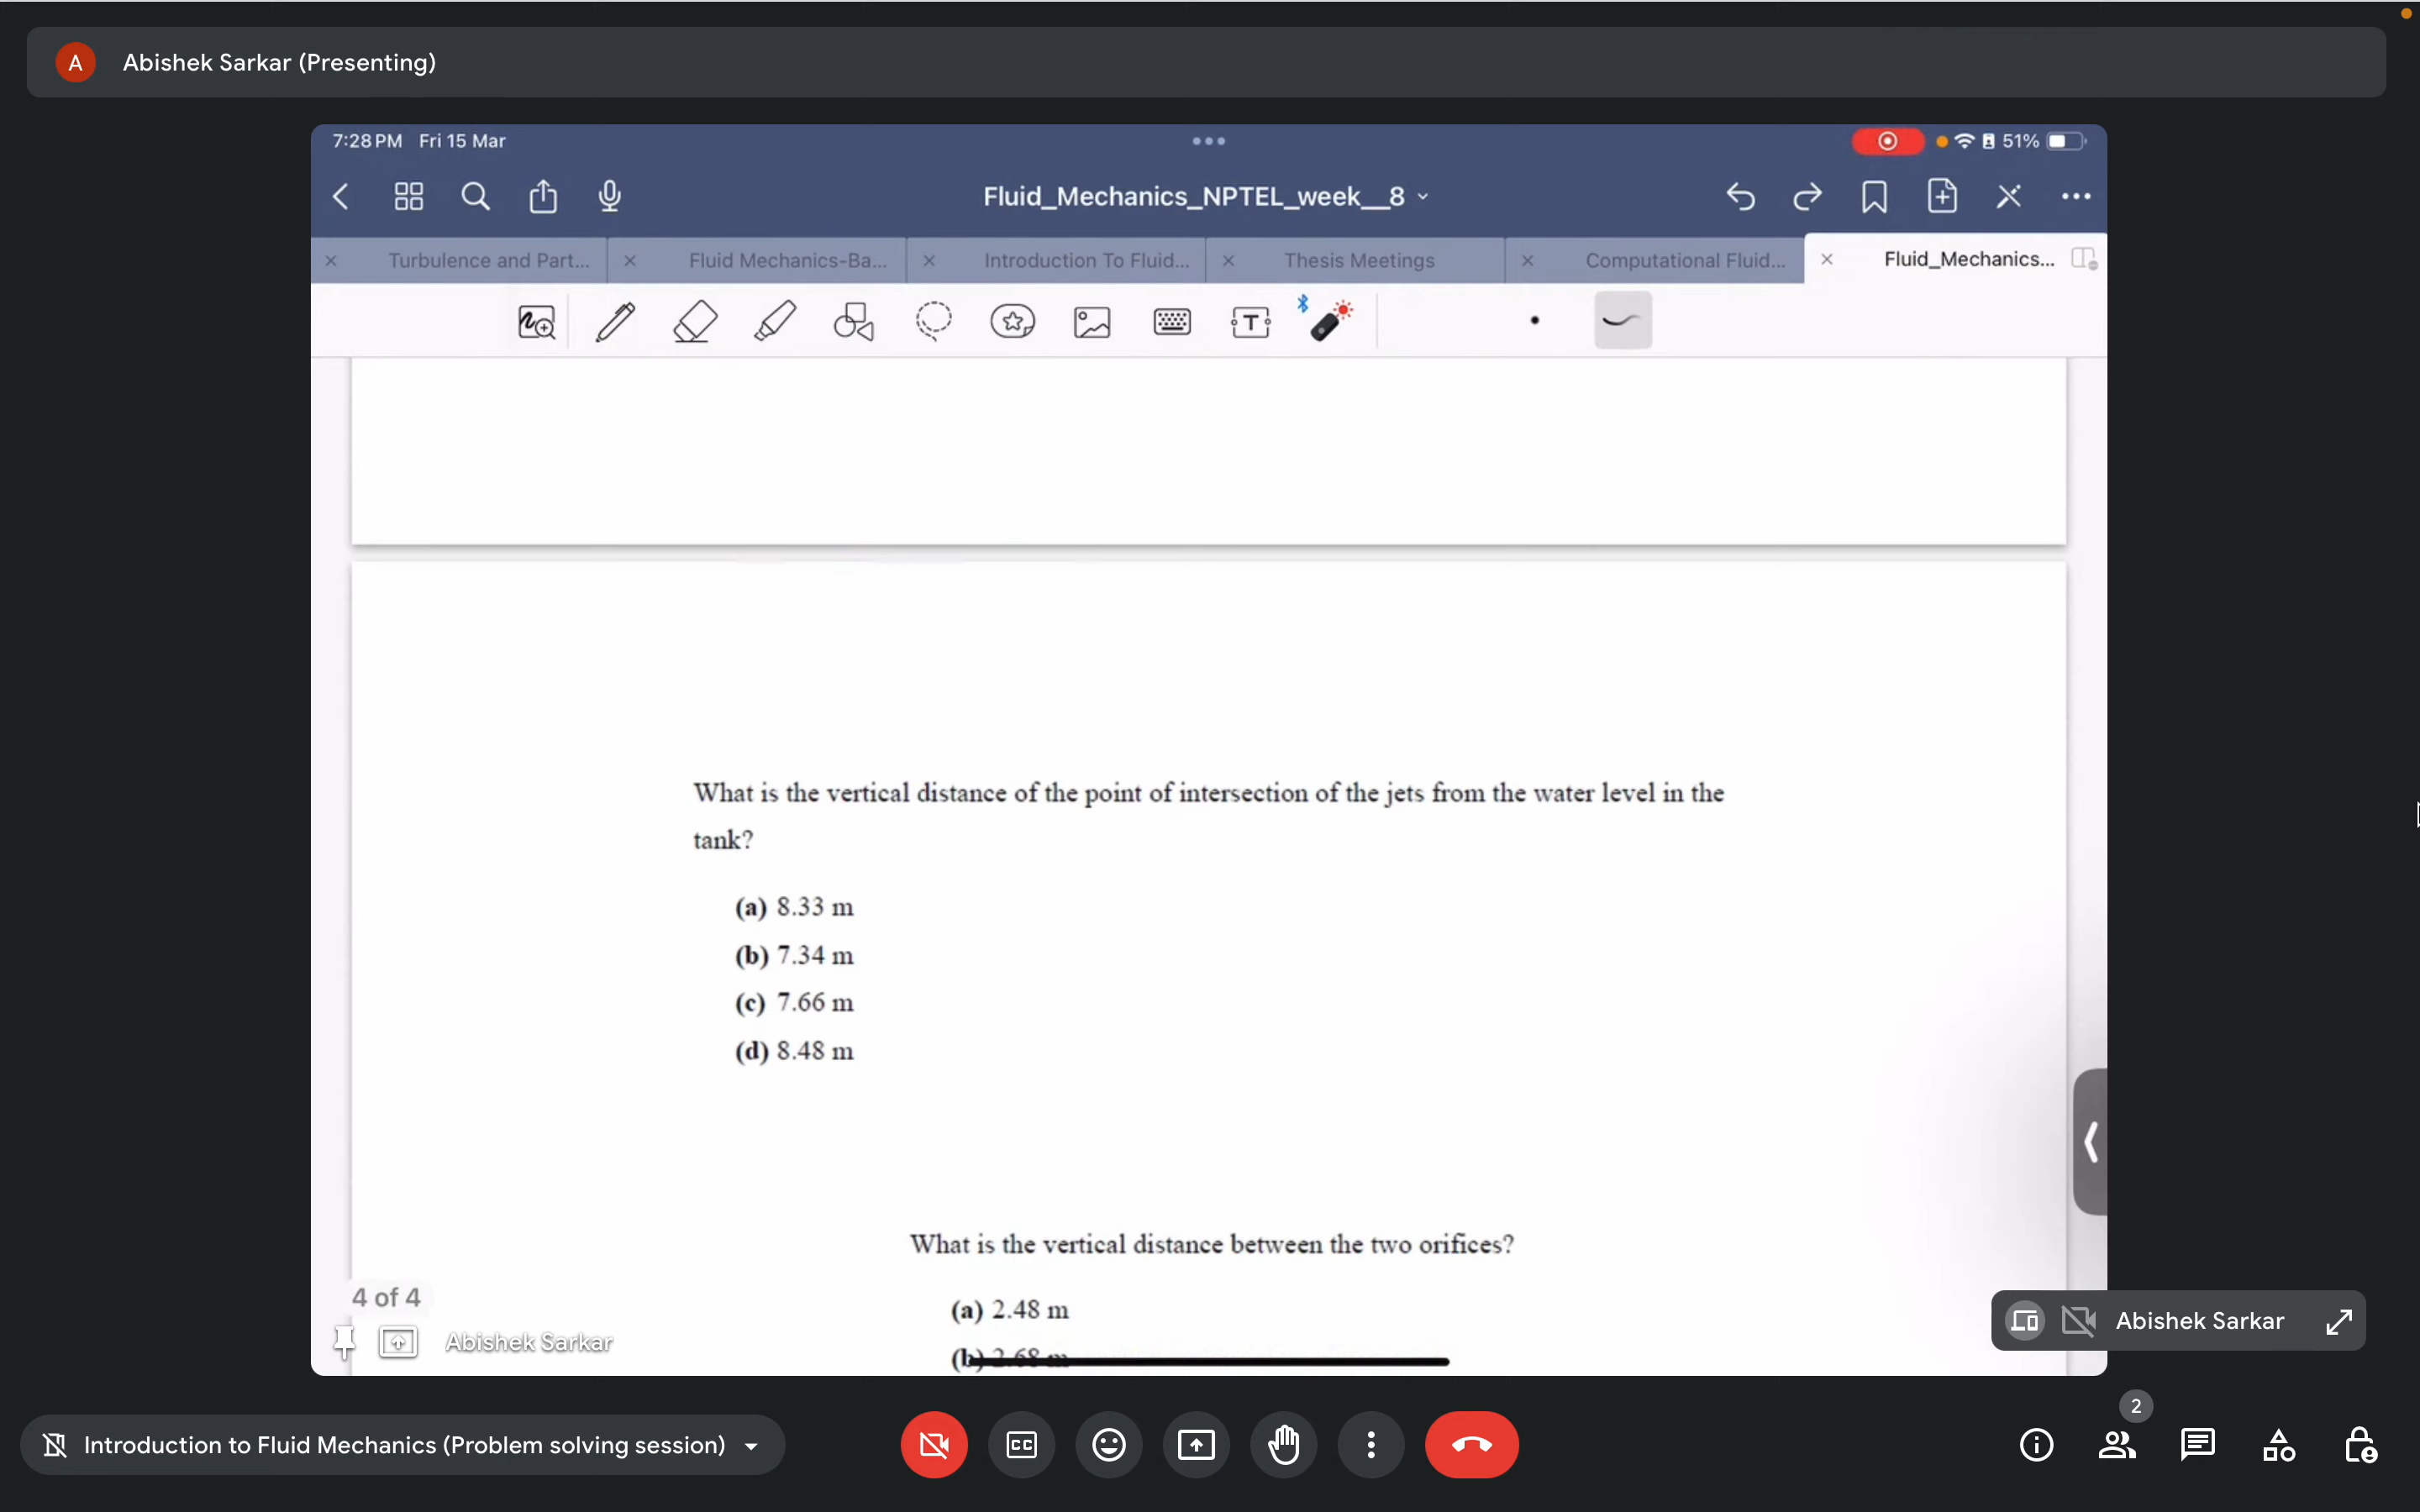 A Abishek Sarkar (Presenting)
7:28 PM Fri 15 Mar
51%
Fluid_Mechanics_NPTEL_week__8
Turbulence and Part...
Fluid Mechanics-Ba...
Introduction To Fluid...
Thesis Meetings
Computational Fluid...
Fluid_Mechanics...
T
What is the vertical distance of the point of intersection of the jets from the water level in the
tank?
(a) 8.33 m
(b) 7.34 m
(c) 7.66 m
(d) 8.48 m
What is the vertical distance between the two orifices?
(a) 2.48 m
(b) 2.68 m
4 of 4
Abishek Sarkar
Abishek Sarkar
Introduction to Fluid Mechanics (Problem solving session)
CC
2